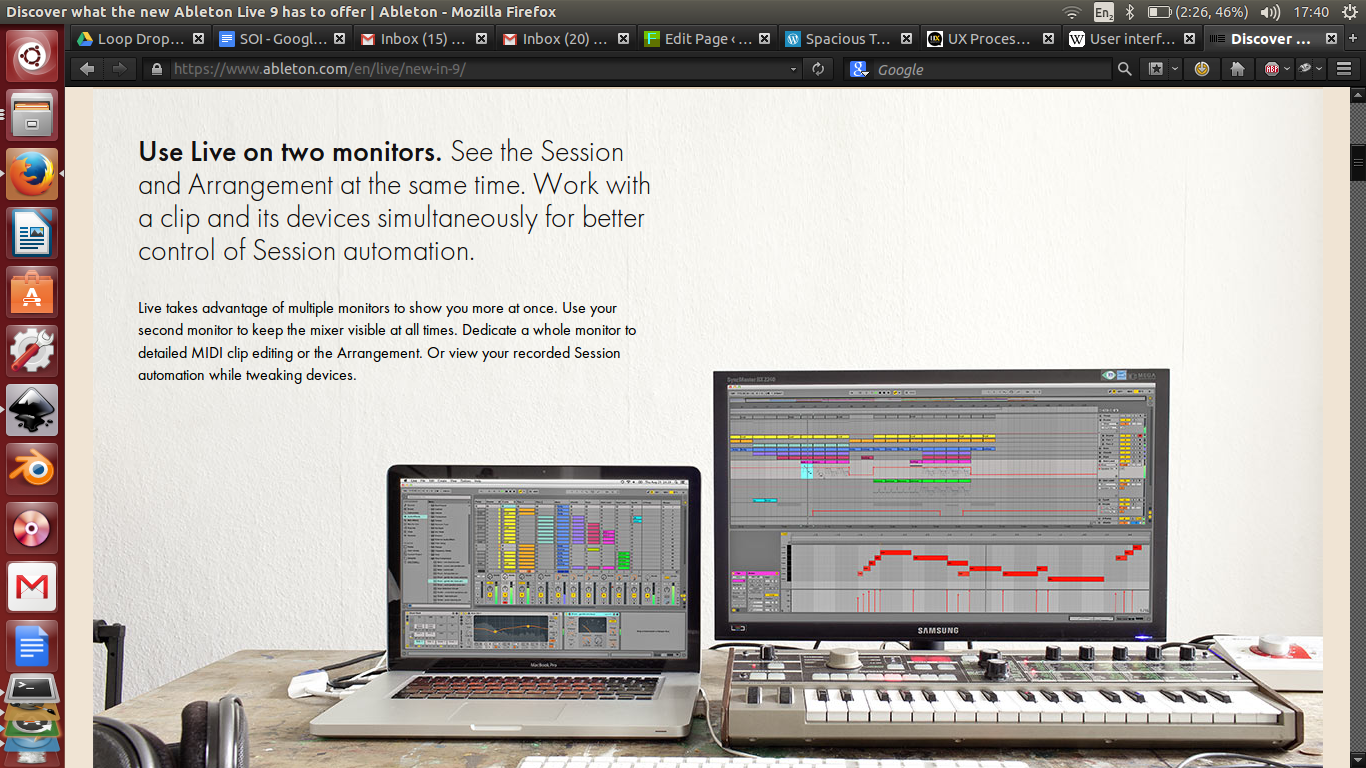 Discover what the new Ableton Live 9 has to offer | Ableton - Mozilla Firefox
En2
(2:26, 46%)
17:40
Loop Drop...
SOI - Googl...
Inbox (15) ...
Inbox (20) ...
Edit Page ‹ ...
Spacious T...
UX Proces...
User interf...
Discover ...
https://www.ableton.com/en/live/new-in-9/
Google
ABP
Use Live on two monitors. See the Session
and Arrangement at the same time. Work with
a clip and its devices simultaneously for better
control of Session automation.
Live takes advantage of multiple monitors to show you more at once. Use your
second monitor to keep the mixer visible at all times. Dedicate a whole monitor to
detailed MIDI clip editing or the Arrangement. Or view your recorded Session
automation while tweaking devices.
SAMSUNG
MacBook Pro